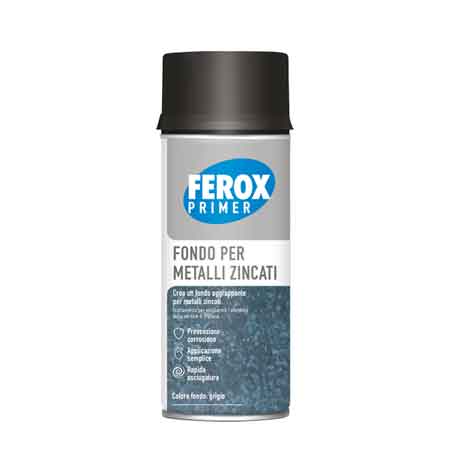 FEROX
PRIMER
FONDO PER
METALLI ZINCATI
Crea un fondo aggrappante
per metalli zincati
Prevenzione
corrosione
Applicazione
semplice
Rapida
asciugatura
Colore fondo: grigio